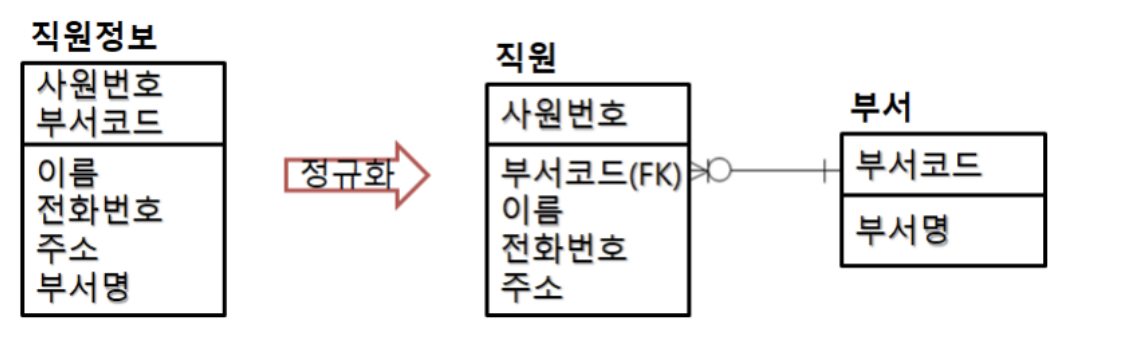 직원정보
사원번호
부서코드
이름
전화번호
주소
부서명
정규화
직원
사원번호
부서코드(FK)
이름
전화번호
주소
부서
부서코드
부서명